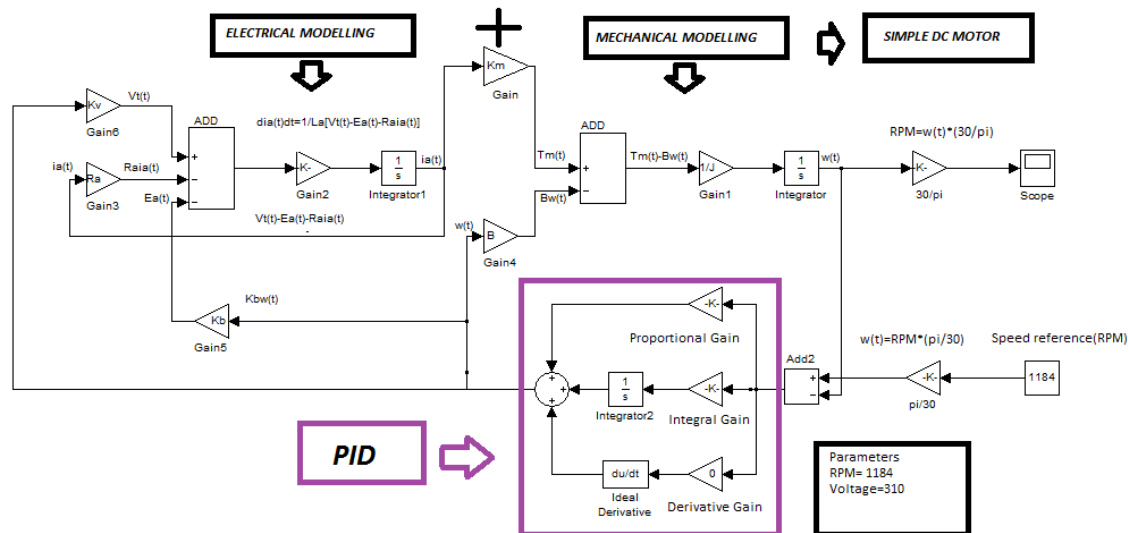 ELECTRICAL MODELLING
MECHANICAL MODELLING
SIMPLE DC MOTOR
Km
Gain
Kv
Vt(t)
Gain6
ADD
dia(t)dt=1/La[Vt(t)-Ea(t)-Raia(t)]
ADD
RPM=w(t)*(30/pi)
ia(t)
Ra
Raia(t)
Gain3
Ea(t)
+
−
−
K-
Gain2
1
s
Integrator1
ia(t)
Tm(t)
+
−
Bw(t)
Tm(t)-Bw(t)
1/J
Gain1
1
s
Integrator
w(t)
K-
30/pi
Scope
Vt(t)-Ea(t)-Raia(t)
w(t)
B
Gain4
Kbw(t)
Kb
Gain5
-K-
Proportional Gain
w(t)=RPM*(pi/30)
Speed reference(RPM)
Add2
+
−
-K-
pi/30
1184
+
+
+
1
s
Integrator2
-K-
Integral Gain
PID
du/dt
Ideal
Derivative
0
Derivative Gain
Parameters
RPM= 1184
Voltage=310